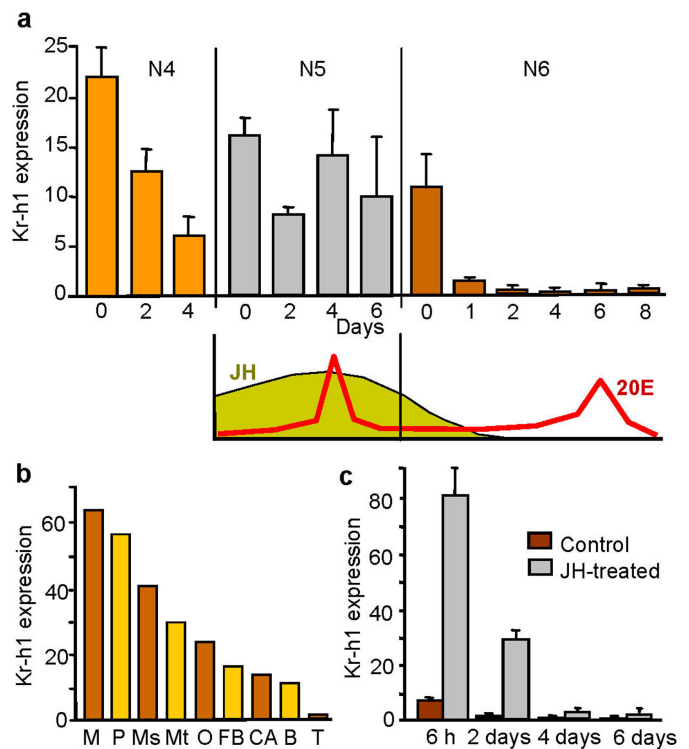 a
25
20
15
10
5
0
Kr-h1 expression
N4 N5 N6
0 2 4 0 2 4 6 0 1 2 4 6 8
Days
JH
20E
b
60
40
20
0
Kr-h1 expression
M P Ms Mt O FB CA B T
c
80
60
40
20
0
Kr-h1 expression
Control
JH-treated
6 h 2 days 4 days 6 days